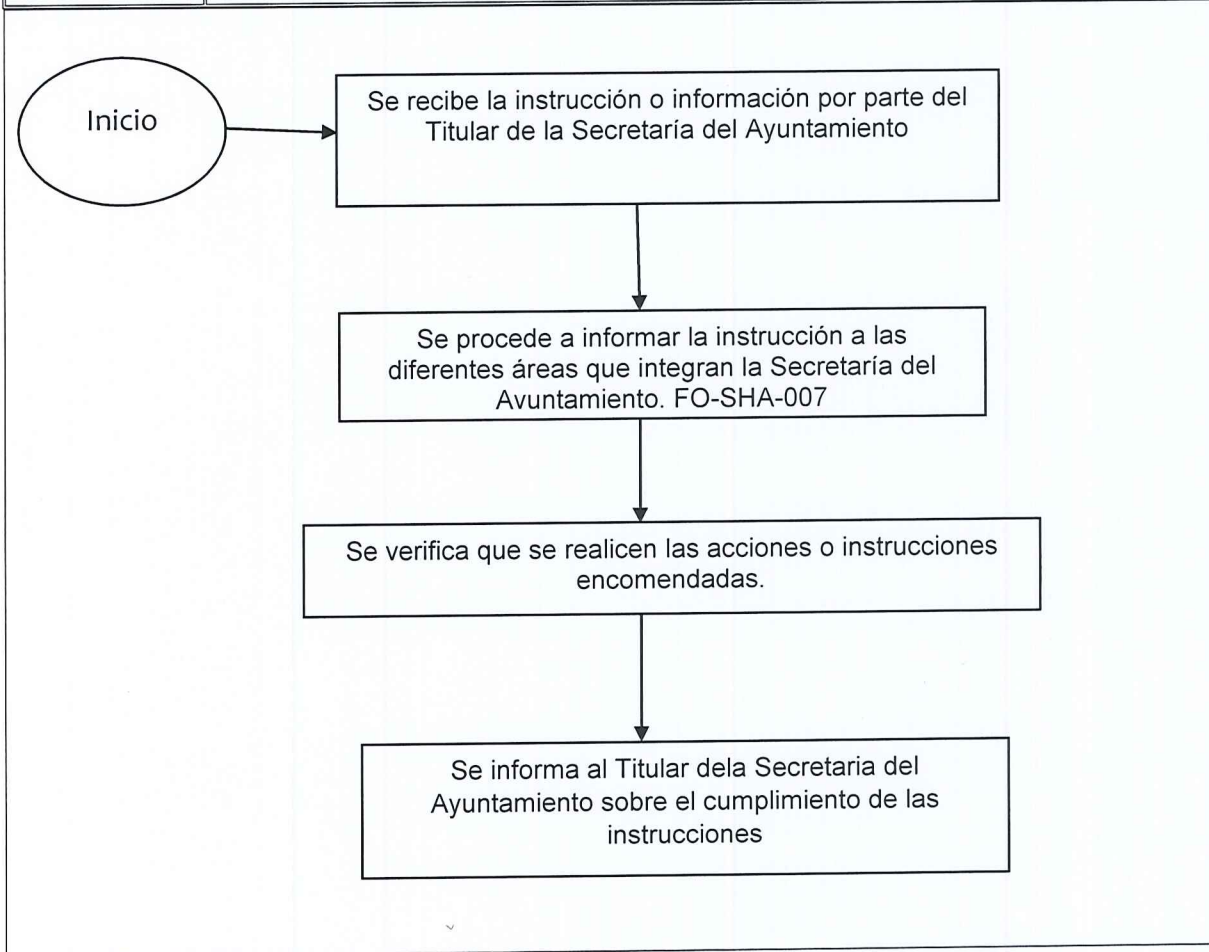 Inicio
Se recibe la instrucción o información por parte del
Titular de la Secretaría del Ayuntamiento
Se procede a informar la instrucción a las
diferentes áreas que integran la Secretaría del
Ayuntamiento. FO-SHA-007
Se verifica que se realicen las acciones o instrucciones
encomendadas.
Se informa al Titular dela Secretaria del
Ayuntamiento sobre el cumplimiento de las
instrucciones